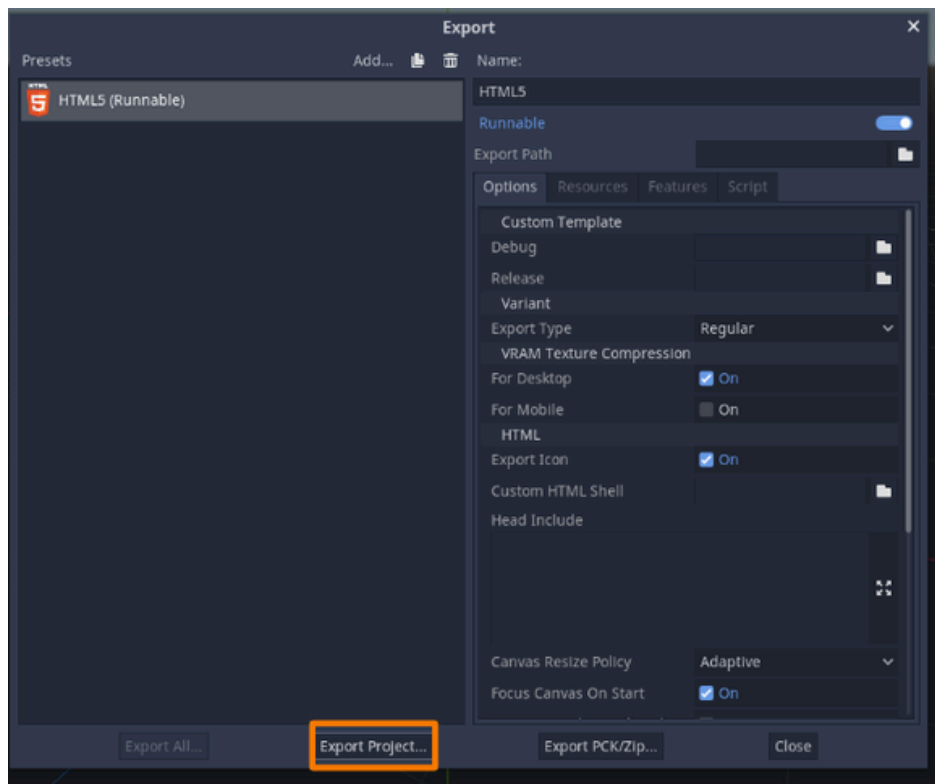 Export
Presets
Add...
Name:
HTML
5
HTML5 (Runnable)
HTML5
Runnable
Export Path
Options Resources Features Script
Custom Template
Debug
Release
Variant
Export Type Regular
VRAM Texture Compression
For Desktop On
For Mobile On
HTML
Export Icon On
Custom HTML Shell
Head Include
Canvas Resize Policy Adaptive
Focus Canvas On Start On
Export All... Export Project... Export PCK/Zip... Close